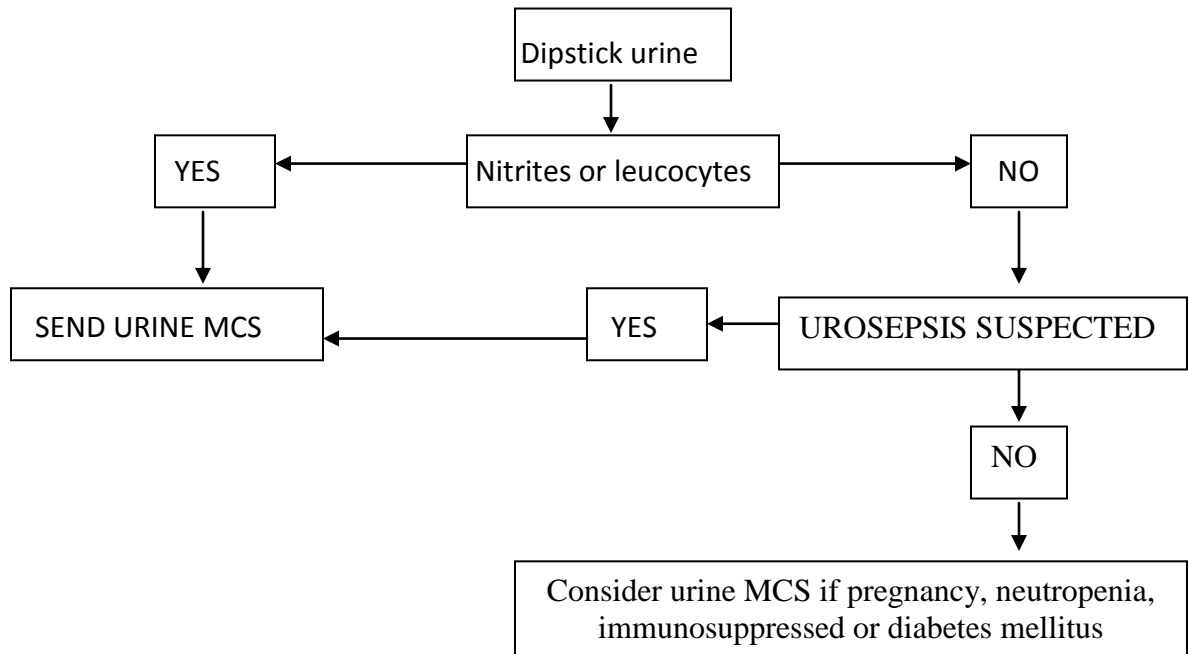 Dipstick urine
YES
Nitrites or leucocytes
NO
SEND URINE MCS
YES
UROSEPSIS SUSPECTED
NO
Consider urine MCS if pregnancy, neutropenia,
immunosuppressed or diabetes mellitus